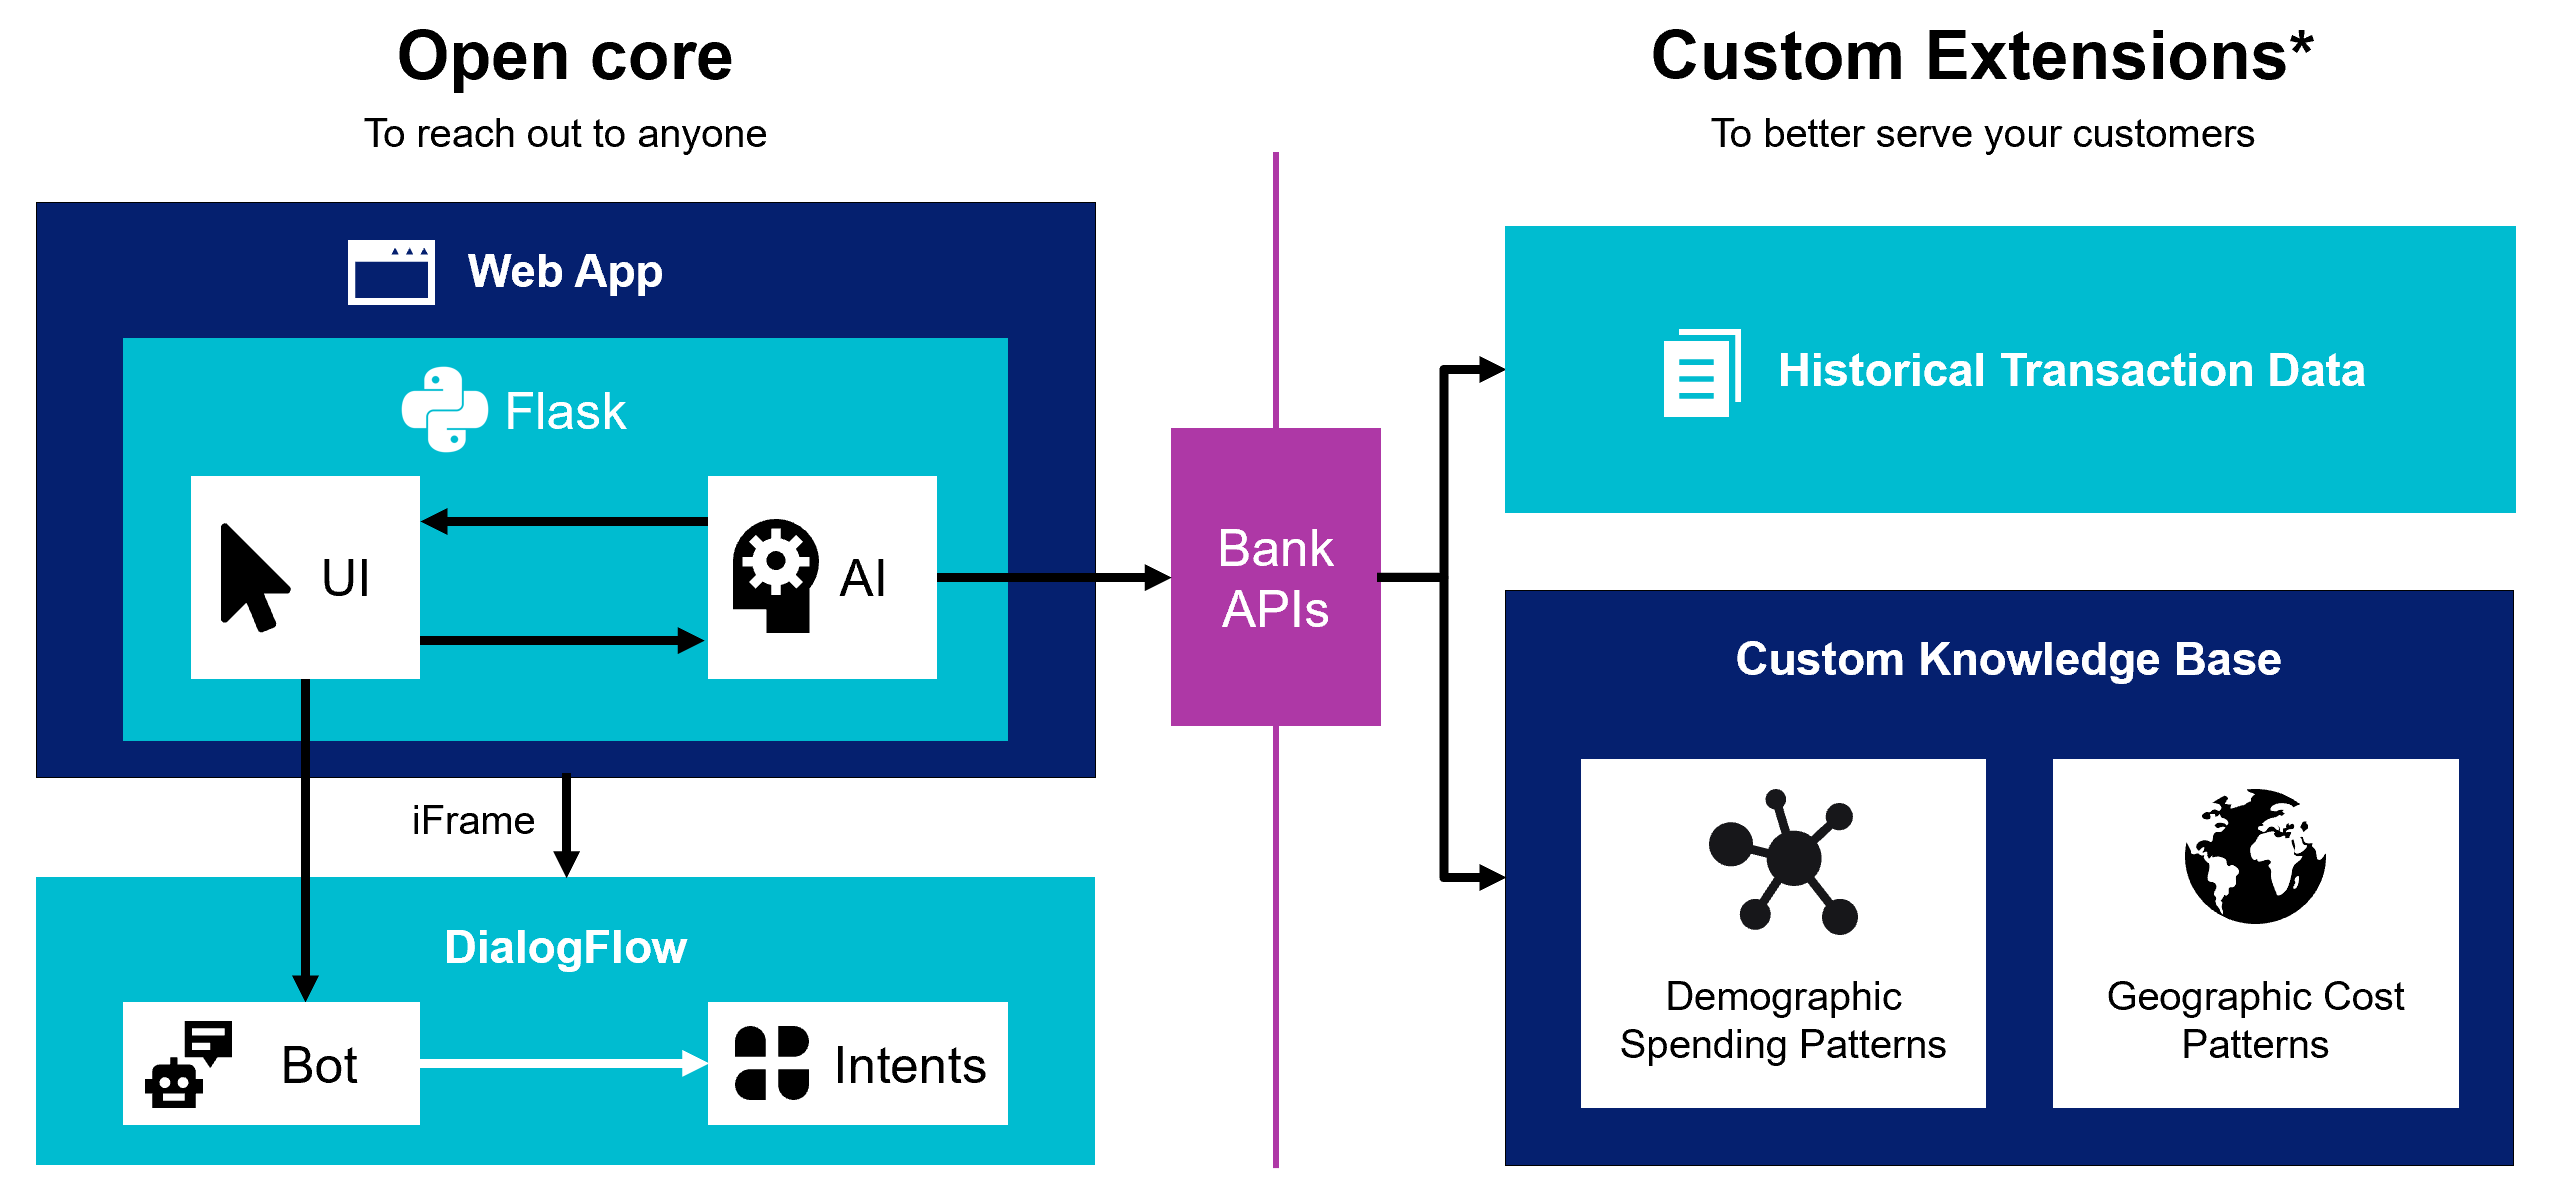 Open core
To reach out to anyone
Web App
Flask
UI
AI
iFrame
DialogFlow
Bot
Intents
Bank
APIs
Custom Extensions*
To better serve your customers
Historical Transaction Data
Custom Knowledge Base
Demographic
Spending Patterns
Geographic Cost
Patterns